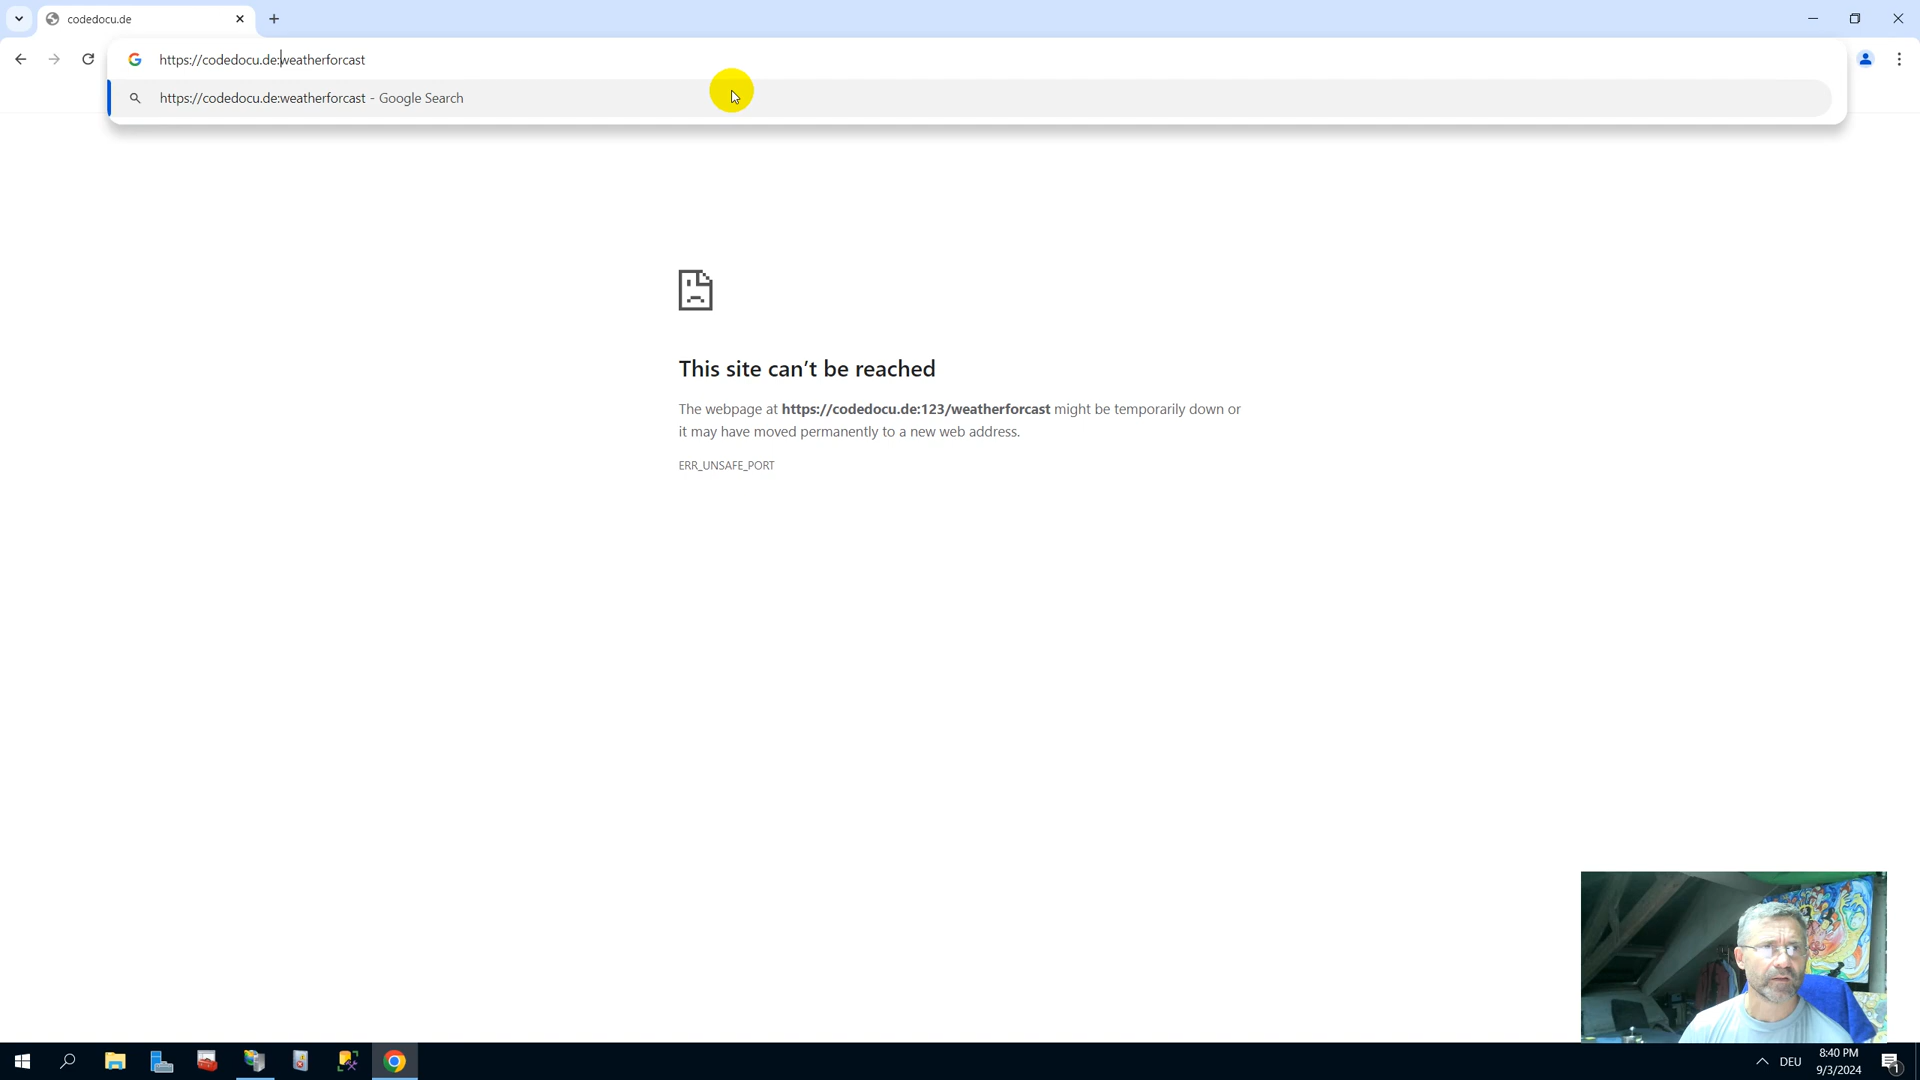 codedocu.de
https://codedocu.de:weatherforcast
https://codedocu.de:weatherforcast - Google Search
This site can't be reached
The webpage at https://codedocu.de:123/weatherforcast might be temporarily down or
it may have moved permanently to a new web address.
ERR_UNSAFE_PORT
DEU
8:40 PM
9/3/2024
1